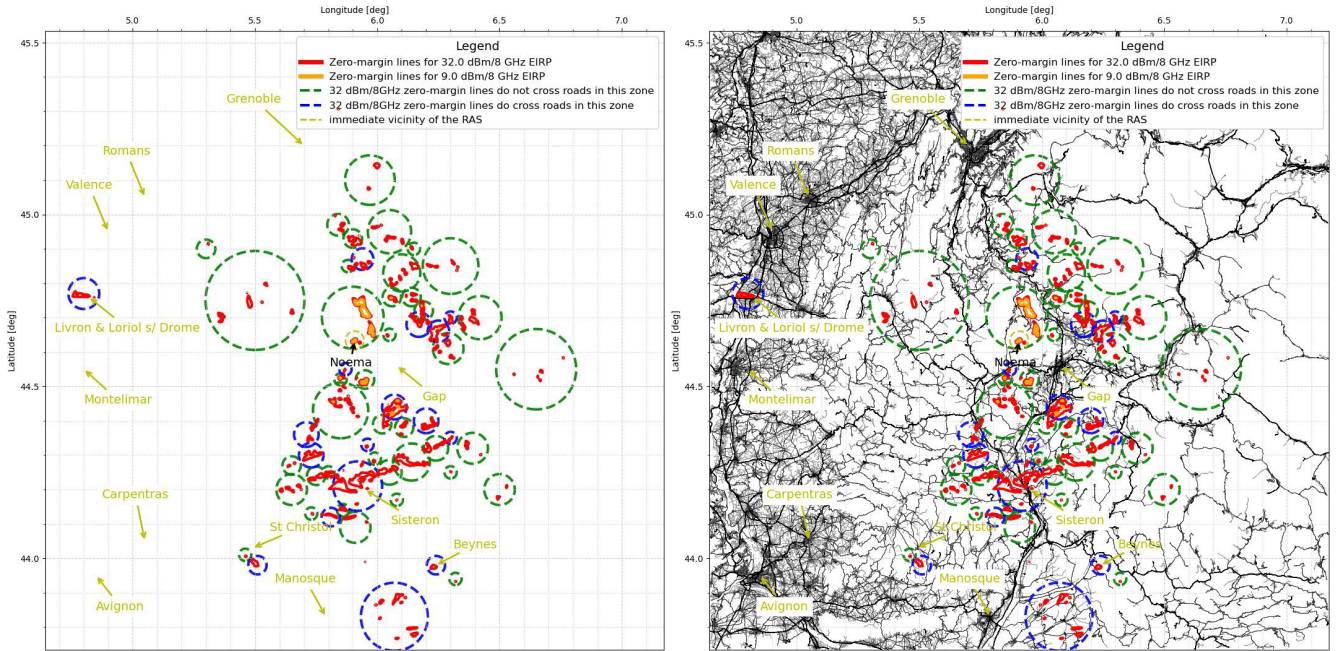 Longitude [deg]
5.0 5.5 6.0 6.5 7.0
Legend
Zero-margin lines for 32.0 dBm/8 GHz EIRP
Zero-margin lines for 9.0 dBm/8 GHz EIRP
32 dBm/8GHz zero-margin lines do not cross roads in this zone
32 dBm/8GHz zero-margin lines do cross roads in this zone
immediate vicinity of the RAS
Latitude [deg]
45.5
45.0
44.5
44.0
Grenoble
Romans
Valence
Livron & Loriol s/ Drome
Noema
Montelimar
Gap
Carpentras
Sisteron
St Christol
Beynes
Manosque
Avignon
Longitude [deg]
5.0 5.5 6.0 6.5 7.0
Legend
Zero-margin lines for 32.0 dBm/8 GHz EIRP
Zero-margin lines for 9.0 dBm/8 GHz EIRP
32 dBm/8GHz zero-margin lines do not cross roads in this zone
32 dBm/8GHz zero-margin lines do cross roads in this zone
immediate vicinity of the RAS
Latitude [deg]
45.5
45.0
44.5
44.0
Grenoble
Romans
Valence
Livron & Loriol s/ Drome
Noema
Montelimar
Gap
Carpentras
Sisteron
St Christol
Beynes
Manosque
Avignon